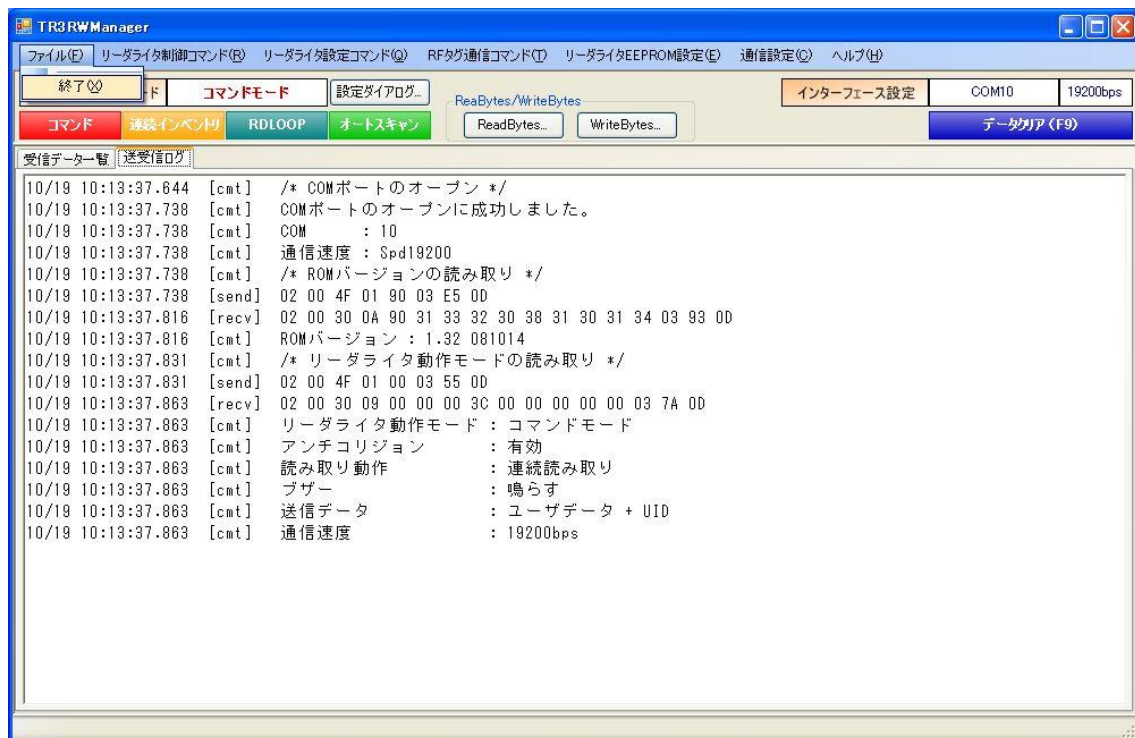 TR3RWManager
ファイル(F) リーダライタ制御コマンド(R) リーダライタ設定コマンド(Q) RFタグ通信コマンド(T) リーダライタEEPROM設定(E) 通信設定(C) ヘルプ(H)
終了(X)
ド コマンドモード 設定ダイアログ... ReaBytes/WriteBytes インターフェース設定 COM10 19200bps
コマンド 連続インベントリ RDLOOP オートスキャン ReadBytes... WriteBytes... データクリア(F9)
受信データ一覧 送受信ログ
10/19 10:13:37.644 [cmt] /* COMポートのオープン */
10/19 10:13:37.738 [cmt] COMポートのオープンに成功しました。
10/19 10:13:37.738 [cmt] COM : 10
10/19 10:13:37.738 [cmt] 通信速度 : Spd19200
10/19 10:13:37.738 [cmt] /* ROMバージョンの読み取り */
10/19 10:13:37.738 [send] 02 00 4F 01 90 03 E5 0D
10/19 10:13:37.816 [recv] 02 00 30 0A 90 31 33 32 30 38 31 30 31 34 03 93 0D
10/19 10:13:37.816 [cmt] ROMバージョン : 1.32 081014
10/19 10:13:37.831 [cmt] /* リーダライタ動作モードの読み取り */
10/19 10:13:37.831 [send] 02 00 4F 01 00 03 55 0D
10/19 10:13:37.863 [recv] 02 00 30 09 00 00 00 3C 00 00 00 00 00 03 7A 0D
10/19 10:13:37.863 [cmt] リーダライタ動作モード : コマンドモード
10/19 10:13:37.863 [cmt] アンチコリジョン : 有効
10/19 10:13:37.863 [cmt] 読み取り動作 : 連続読み取り
10/19 10:13:37.863 [cmt] ブザー : 鳴らす
10/19 10:13:37.863 [cmt] 送信データ : ユーザデータ + UID
10/19 10:13:37.863 [cmt] 通信速度 : 19200bps